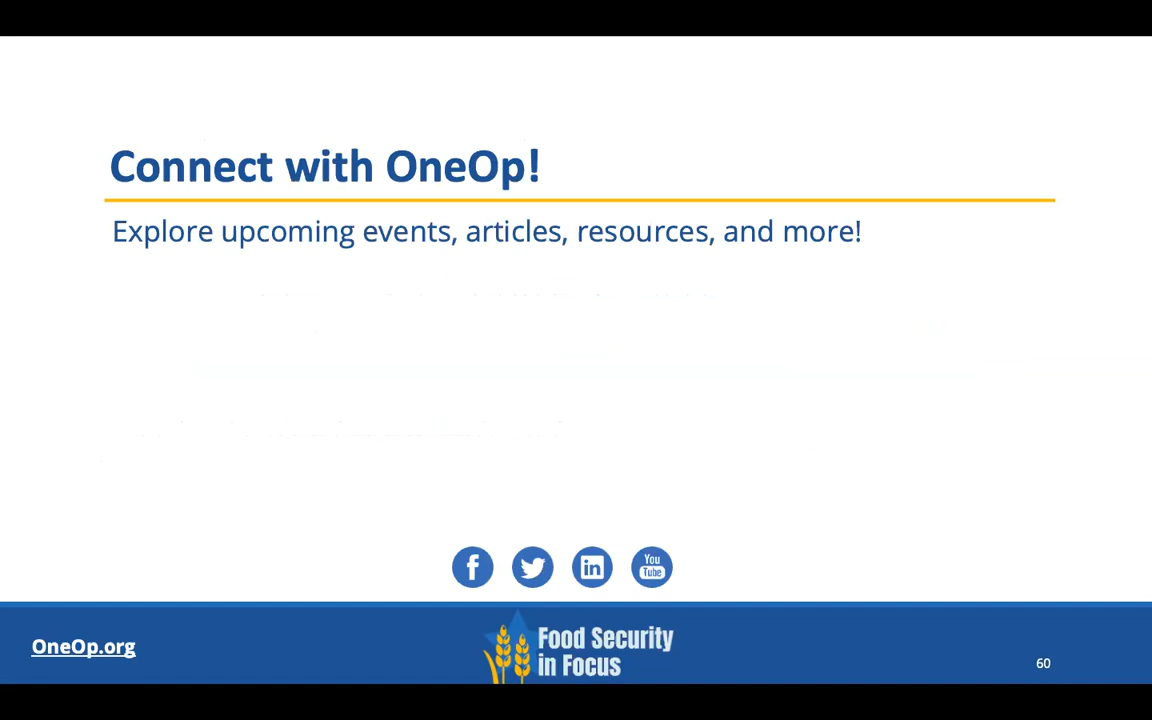 Connect with OneOp!
Explore upcoming events, articles, resources, and more!
f
in
You
Tube
OneOp.org
Food Security
in Focus
60